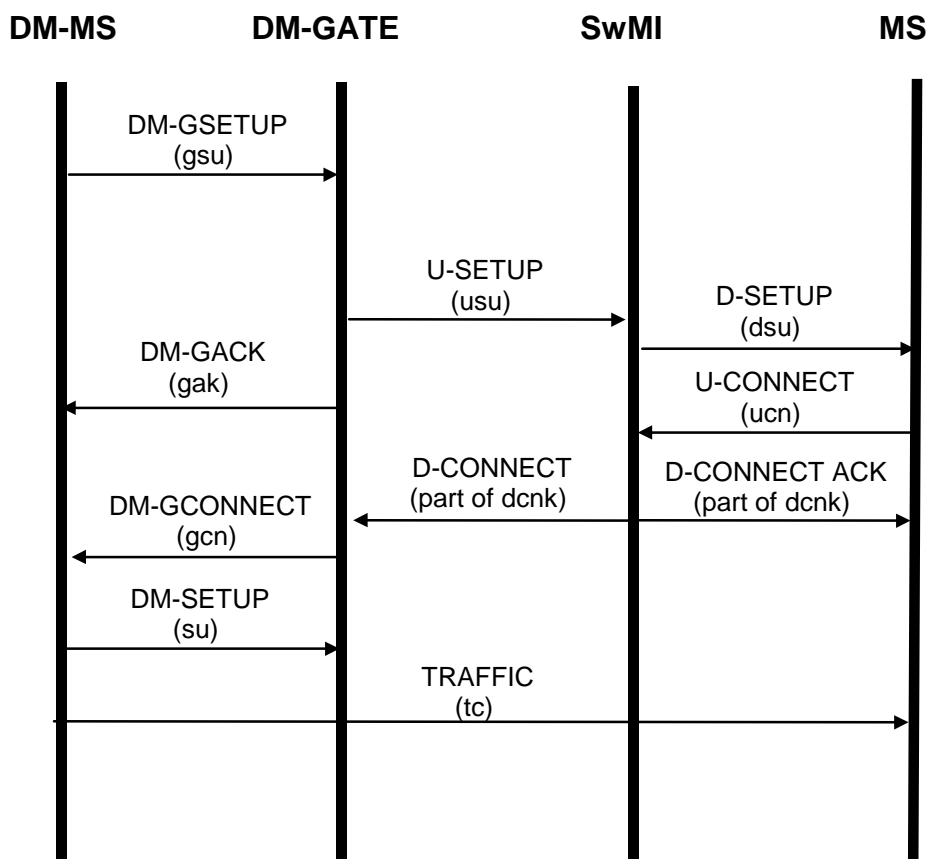 DM-MS DM-GATE SwMI MS
DM-GSETUP
(gsu)
U-SETUP
(usu)
D-SETUP
(dsu)
DM-GACK
(gak)
U-CONNECT
(ucn)
D-CONNECT
(part of dcnk)
D-CONNECT ACK
(part of dcnk)
DM-GCONNECT
(gcn)
DM-SETUP
(su)
TRAFFIC
(tc)